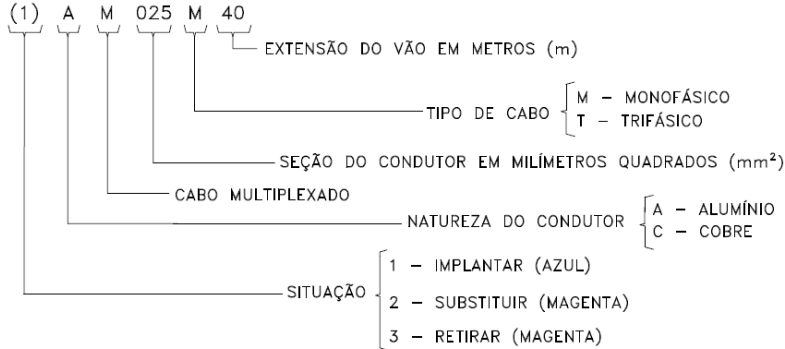 (1) A M 025 M 40
EXTENSÃO DO VÃO EM METROS (m)
TIPO DE CABO
M – MONOFÁSICO
T – TRIFÁSICO
SEÇÃO DO CONDUTOR EM MILÍMETROS QUADRADOS (mm²)
CABO MULTIPLEXADO
NATUREZA DO CONDUTOR
A – ALUMÍNIO
C – COBRE
SITUAÇÃO
1 – IMPLANTAR (AZUL)
2 – SUBSTITUIR (MAGENTA)
3 – RETIRAR (MAGENTA)